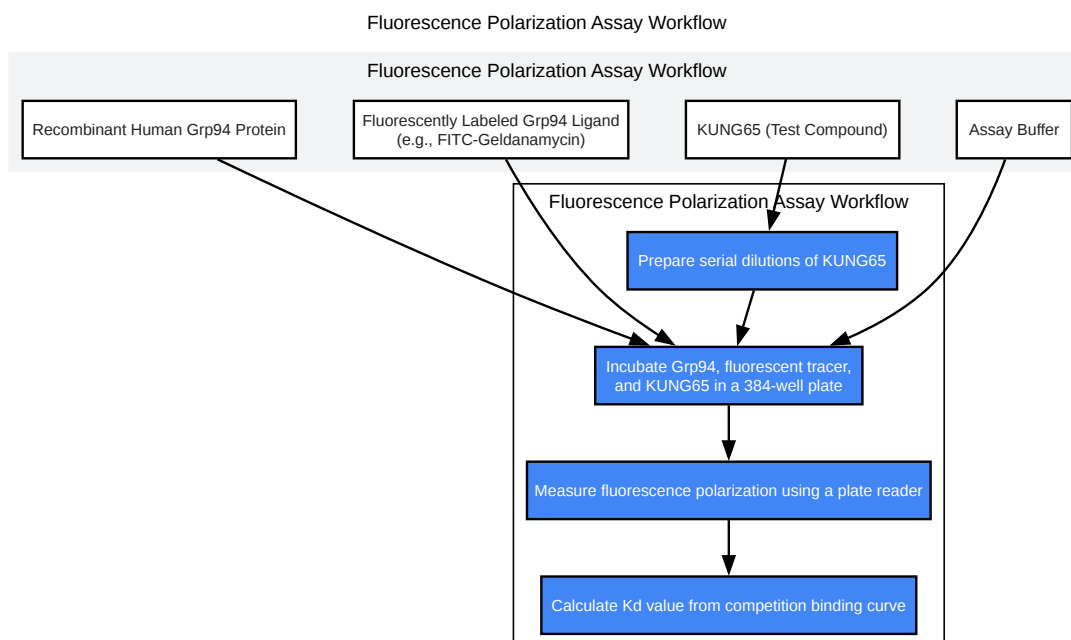 Fluorescence Polarization Assay Workflow
Fluorescence Polarization Assay Workflow
Recombinant Human Grp94 Protein
Fluorescently Labeled Grp94 Ligand
(e.g., FITC-Geldanamycin)
KUNG65 (Test Compound)
Assay Buffer
Fluorescence Polarization Assay Workflow
Prepare serial dilutions of KUNG65
Incubate Grp94, fluorescent tracer,
and KUNG65 in a 384-well plate
Measure fluorescence polarization using a plate reader
Calculate Kd value from competition binding curve